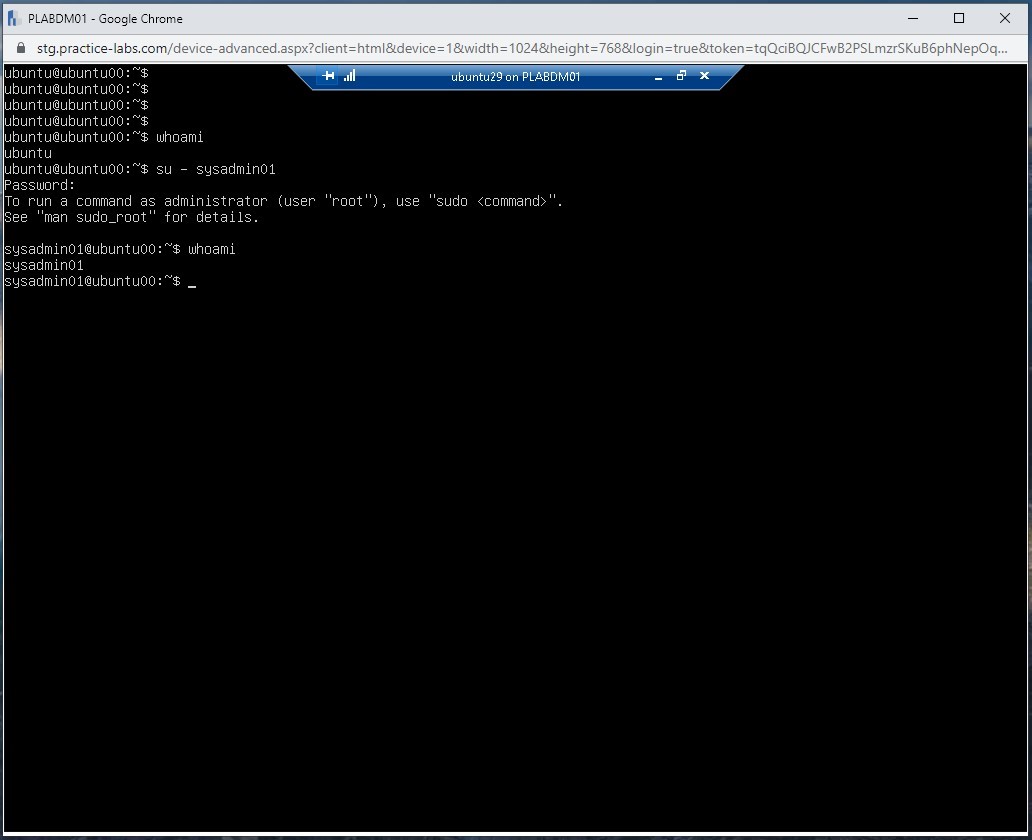 PLABDM01 - Google Chrome
stg.practice-labs.com/device-advanced.aspx?client=html&device=1&width=1024&height=768&login=true&token=tqQciBQJCFwB2PSLmzrSKuB6phNepOq...
ubuntu29 on PLABDM01
ubuntu@ubuntu00:~$
ubuntu@ubuntu00:~$
ubuntu@ubuntu00:~$
ubuntu@ubuntu00:~$
ubuntu@ubuntu00:~$ whoami
ubuntu
ubuntu@ubuntu00:~$ su - sysadmin01
Password:
To run a command as administrator (user "root"), use "sudo <command>".
See "man sudo_root" for details.
sysadmin01@ubuntu00:~$ whoami
sysadmin01
sysadmin01@ubuntu00:~$ _